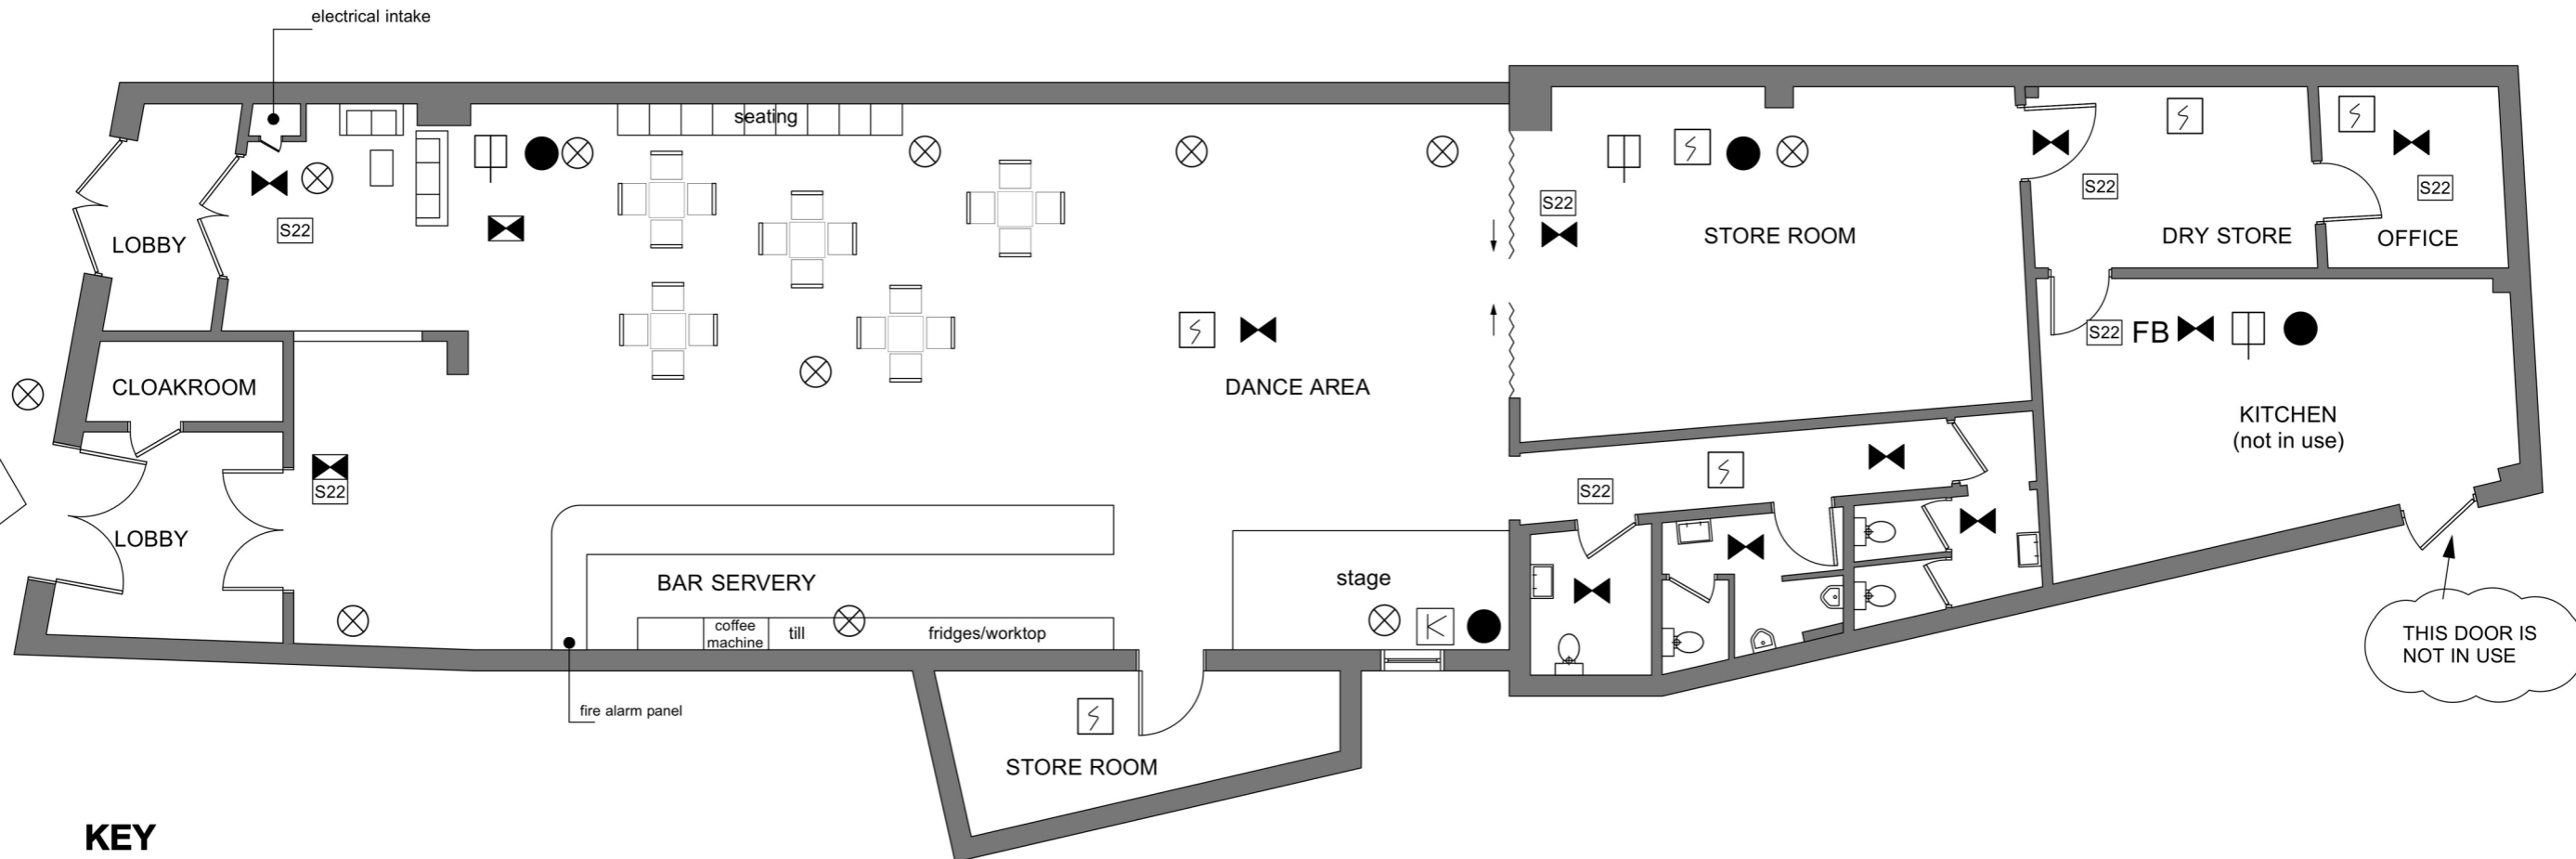 electrical intake
seating
LOBBY
S22
S22
STORE ROOM
S22
DRY STORE
S22
OFFICE
S22
FB
CLOAKROOM
DANCE AREA
KITCHEN
(not in use)
S22
S22
LOBBY
BAR SERVERY
stage
coffee
machine
till
fridges/worktop
THIS DOOR IS
NOT IN USE
fire alarm panel
STORE ROOM
KEY